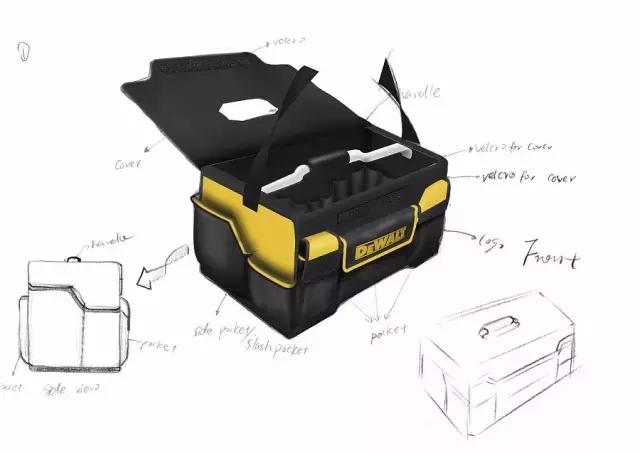 ①
velcro
handle
cover
velcro for cover
velcro for cover
handle
DEWALT
logo
Front
side pocket/
slash pocket
pocket
pocket
side view